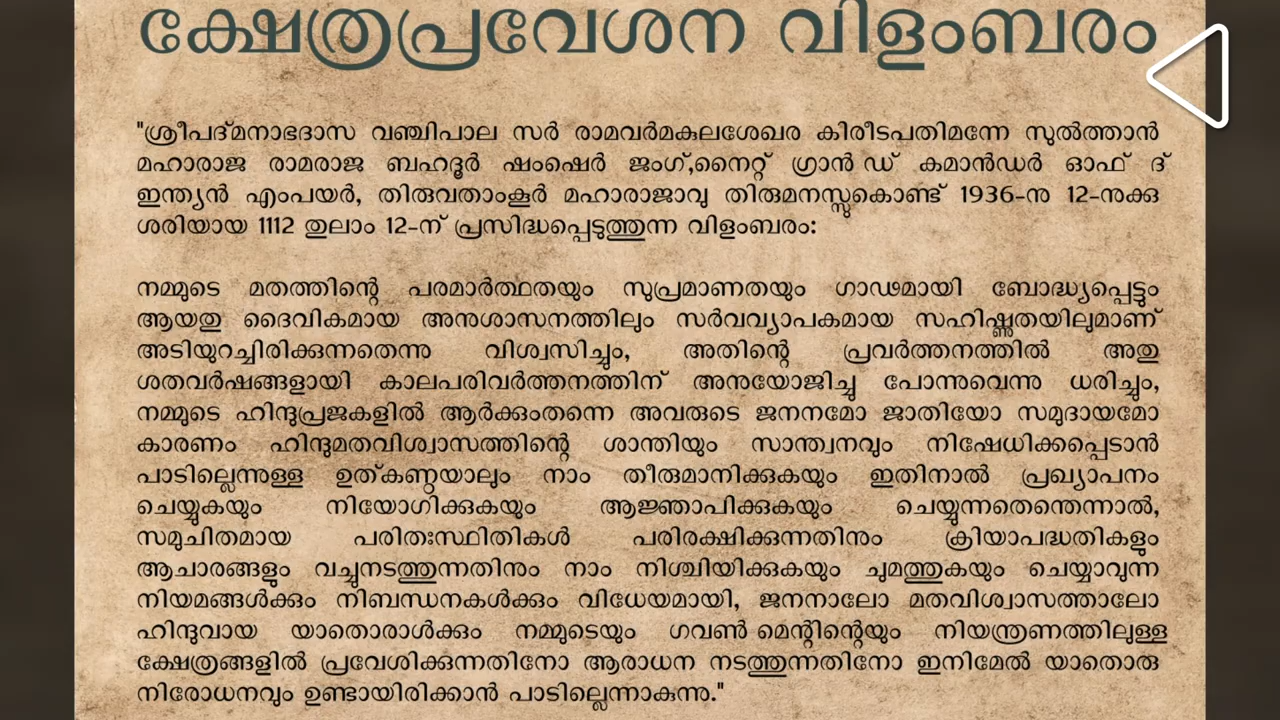 ക്ഷേത്രപ്രവേശന വിളംബരം
"ശ്രീപദ്മനാഭദാസ വഞ്ചിപാല സർ രാമവർമകുലശേഖര കിരീടപതിമന്നേ സുൽത്താൻ
മഹാരാജ രാമരാജ ബഹദൂർ ഷംഷെർ ജംഗ്,നൈറ്റ് ഗ്രാൻഡ് കമാൻഡർ ഓഫ് ദ്
ഇന്ത്യൻ എംപയർ, തിരുവതാംകൂർ മഹാരാജാവു തിരുമനസ്സുകൊണ്ട് 1936-നു 12-നുക്കു
ശരിയായ 1112 തുലാം 12-ന് പ്രസിദ്ധപ്പെടുത്തുന്ന വിളംബരം:
നമ്മുടെ മതത്തിന്റെ പരമാർത്ഥതയും സുപ്രമാണതയും ഗാഢമായി ബോദ്ധ്യപ്പെട്ടും
ആയതു ദൈവികമായ അനുശാസനത്തിലും സർവവ്യാപകമായ സഹിഷ്ണുതയിലുമാണ്
അടിയുറച്ചിരിക്കുന്നതെന്നു വിശ്വസിച്ചും, അതിന്റെ പ്രവർത്തനത്തിൽ അതു
ശതവർഷങ്ങളായി കാലപരിവർത്തനത്തിന് അനുയോജിച്ചു പോന്നുവെന്നു ധരിച്ചും,
നമ്മുടെ ഹിന്ദുപ്രജകളിൽ ആർക്കുംതന്നെ അവരുടെ ജനനമോ ജാതിയോ സമുദായമോ
കാരണം ഹിന്ദുമതവിശ്വാസത്തിന്റെ ശാന്തിയും സാന്ത്വനവും നിഷേധിക്കപ്പെടാൻ
പാടില്ലെന്നുള്ള ഉത്കണ്ഠയാലും നാം തീരുമാനിക്കുകയും ഇതിനാൽ പ്രഖ്യാപനം
ചെയ്യുകയും നിയോഗിക്കുകയും ആജ്ഞാപിക്കുകയും ചെയ്യുന്നതെന്തെന്നാൽ,
സമുചിതമായ പരിതഃസ്ഥിതികൾ പരിരക്ഷിക്കുന്നതിനും ക്രിയാപദ്ധതികളും
ആചാരങ്ങളും വച്ചുനടത്തുന്നതിനും നാം നിശ്ചിയിക്കുകയും ചുമത്തുകയും ചെയ്യാവുന്ന
നിയമങ്ങൾക്കും നിബന്ധനകൾക്കും വിധേയമായി, ജനനാലോ മതവിശ്വാസത്താലോ
ഹിന്ദുവായ യാതൊരാൾക്കും നമ്മുടെയും ഗവൺമെന്റിന്റെയും നിയന്ത്രണത്തിലുള്ള
ക്ഷേത്രങ്ങളിൽ പ്രവേശിക്കുന്നതിനോ ആരാധന നടത്തുന്നതിനോ ഇനിമേൽ യാതൊരു
നിരോധനവും ഉണ്ടായിരിക്കാൻ പാടില്ലെന്നാകുന്നു."